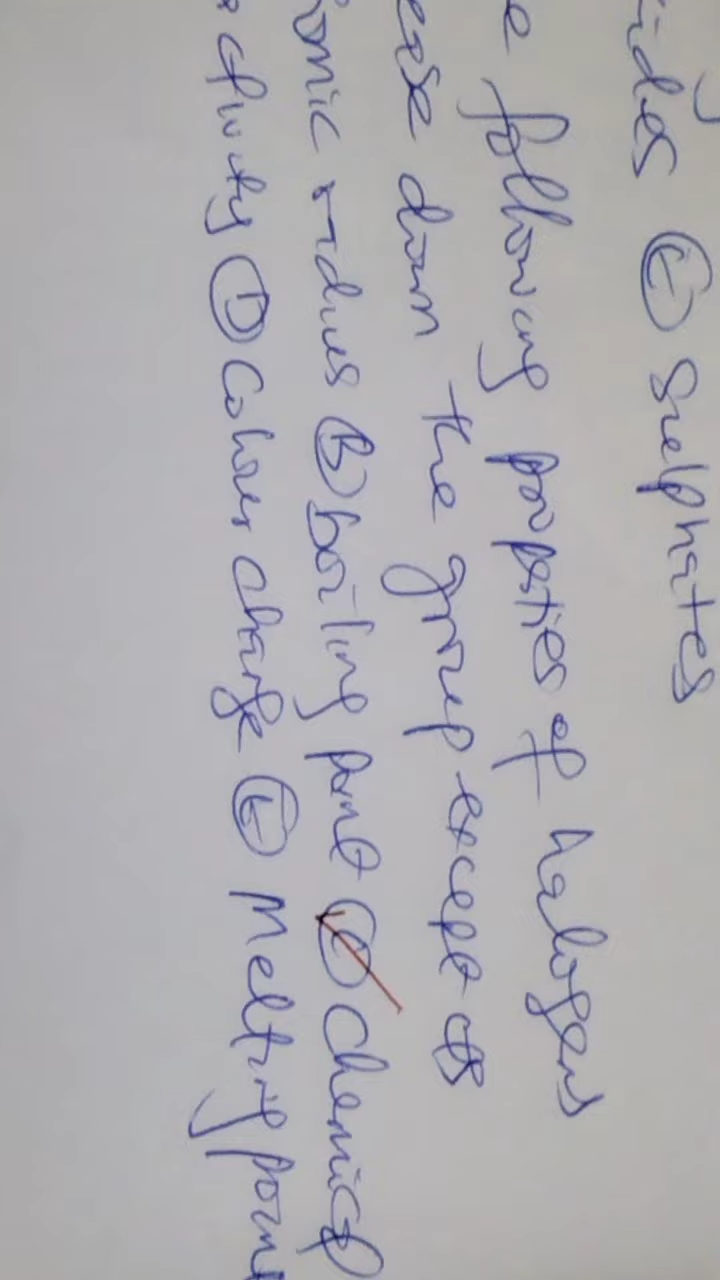 ides (E) Sulphates
e following properties of halogens
ease down the group except its
omic radius (B) boiling point (C) Chemical
activity (D) Colour change (E) Melting point